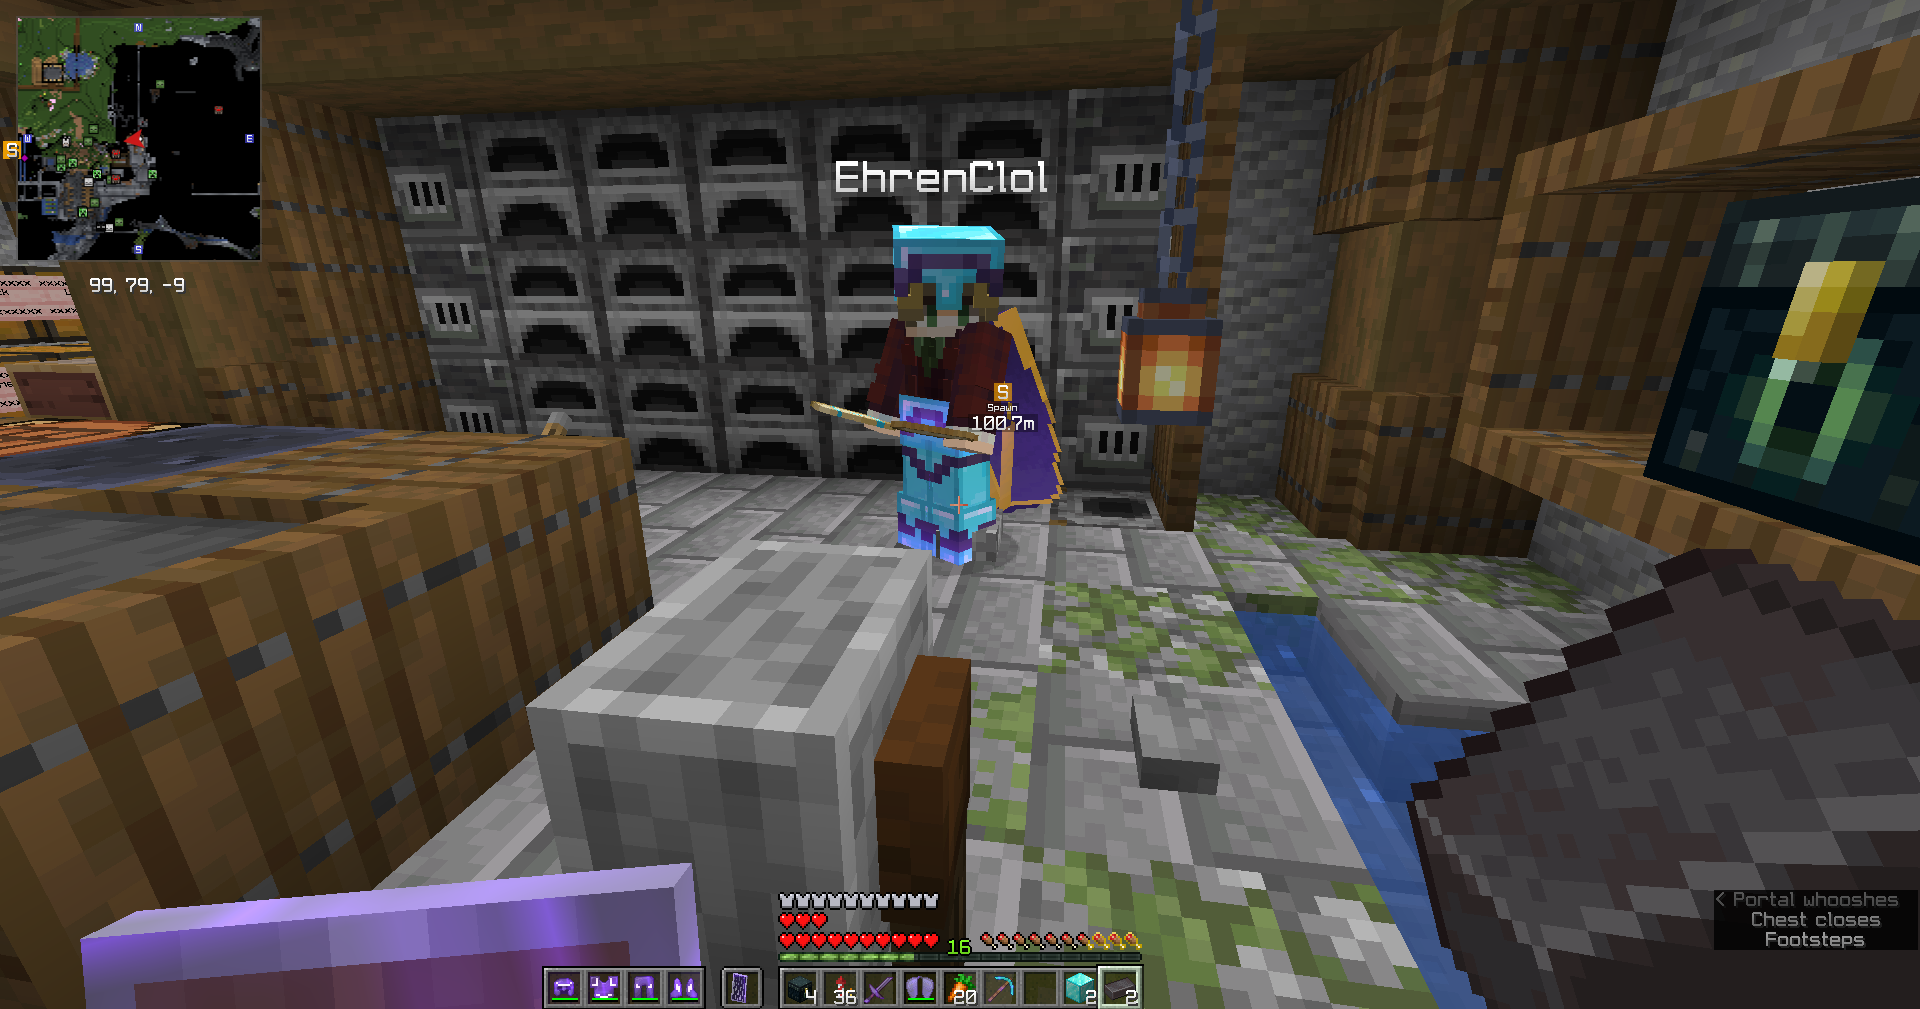 N
W
E
S
S
99, 79, -9
EhrenClol
S
Spawn
100.7m
< Portal whooshes
Chest closes
Footsteps
16
4
36
20
2
2